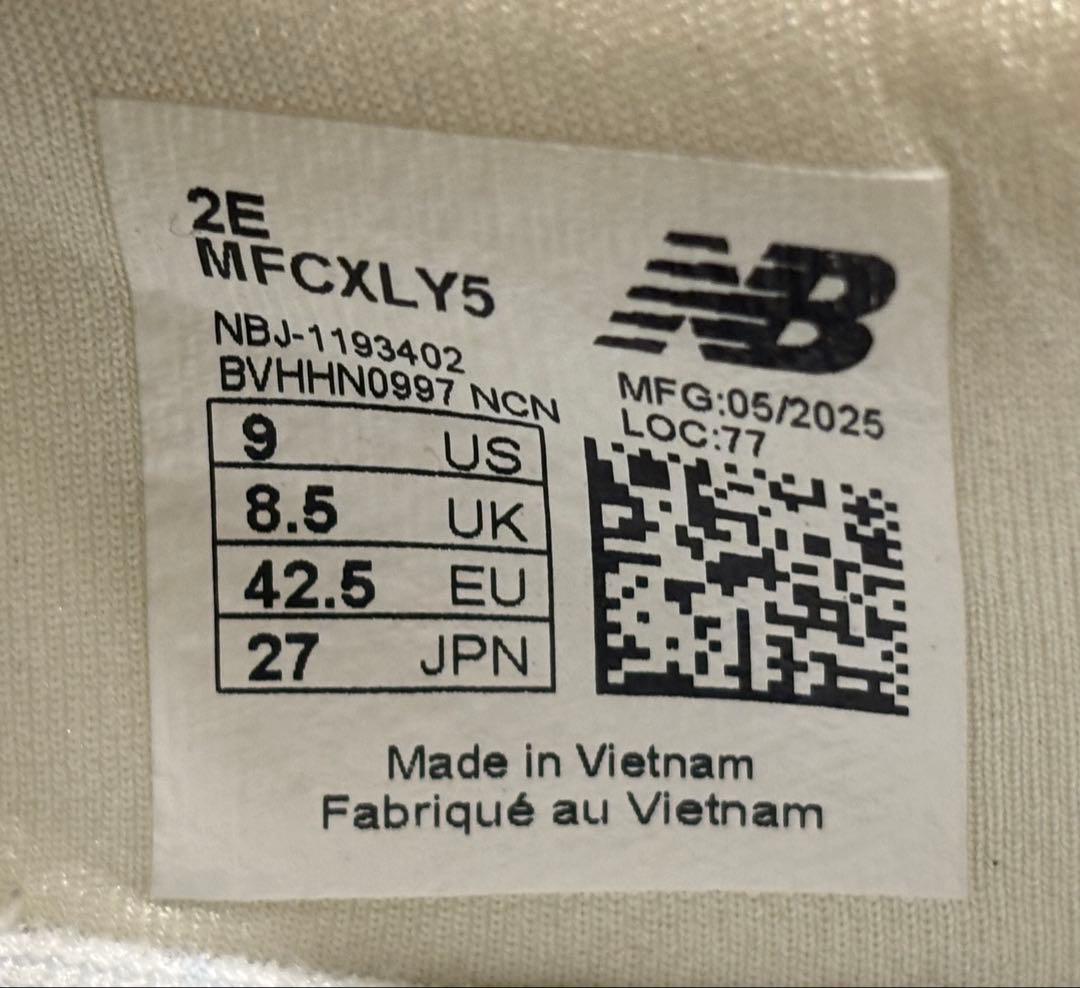 2E
MFCXLY5
NBJ-1193402
BVHHN0997 NCN
9 US
8.5 UK
42.5 EU
27 JPN
NB
MFG:05/2025
LOC:77
Made in Vietnam
Fabriqué au Vietnam